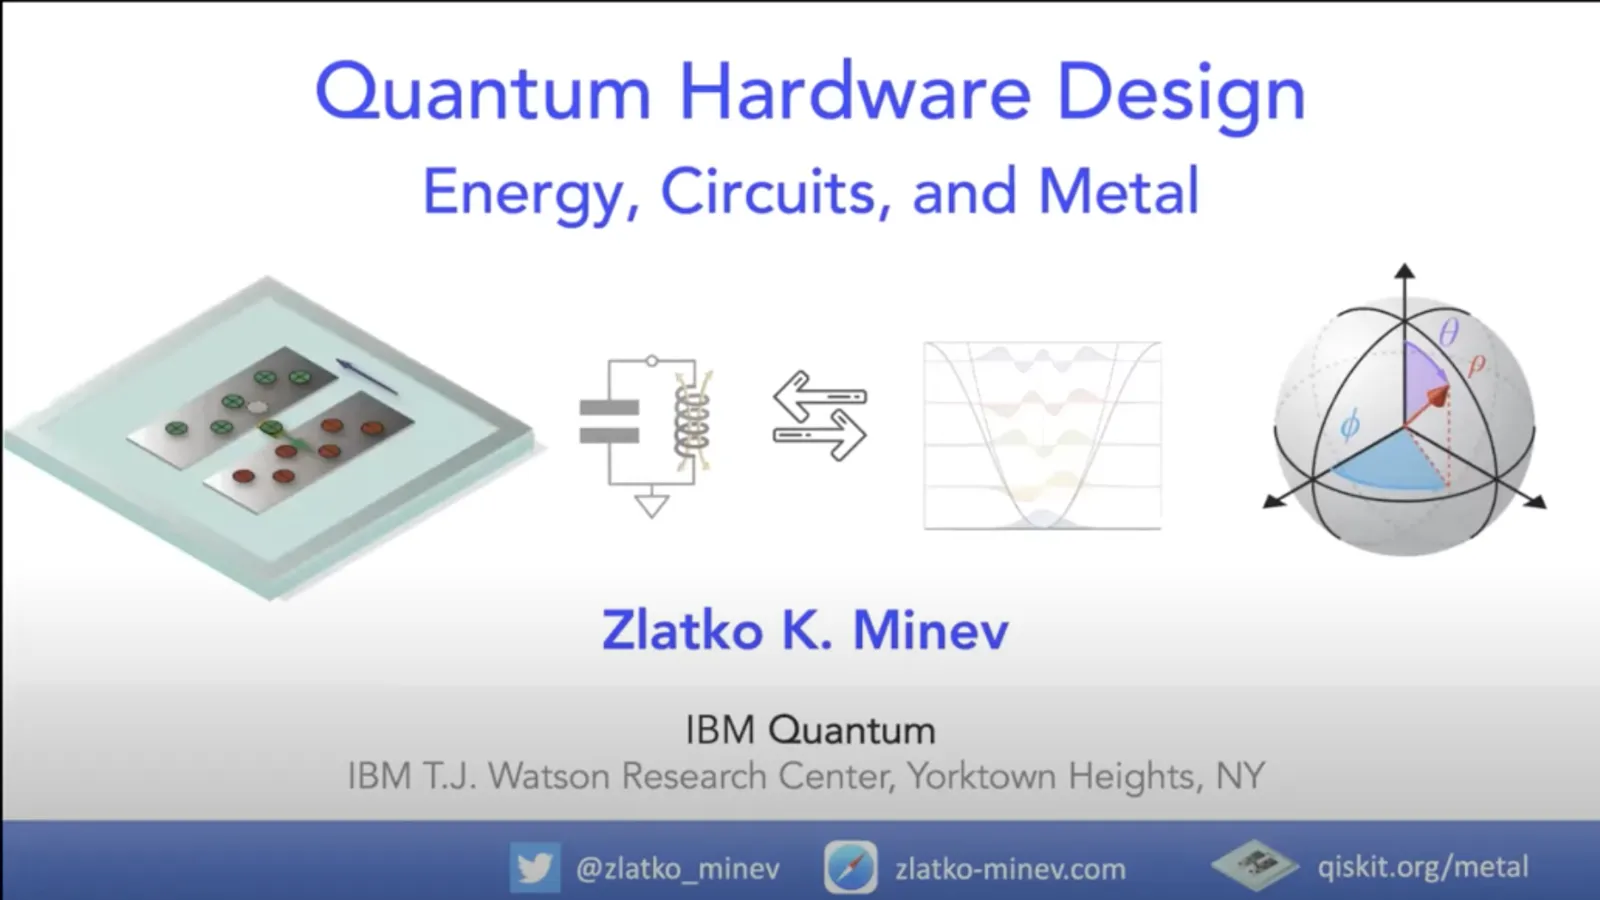 Quantum Hardware Design
Energy, Circuits, and Metal
θ
ρ
ϕ
Zlatko K. Minev
IBM Quantum
IBM T.J. Watson Research Center, Yorktown Heights, NY
@zlatko_minev
zlatko-minev.com
qiskit.org/metal